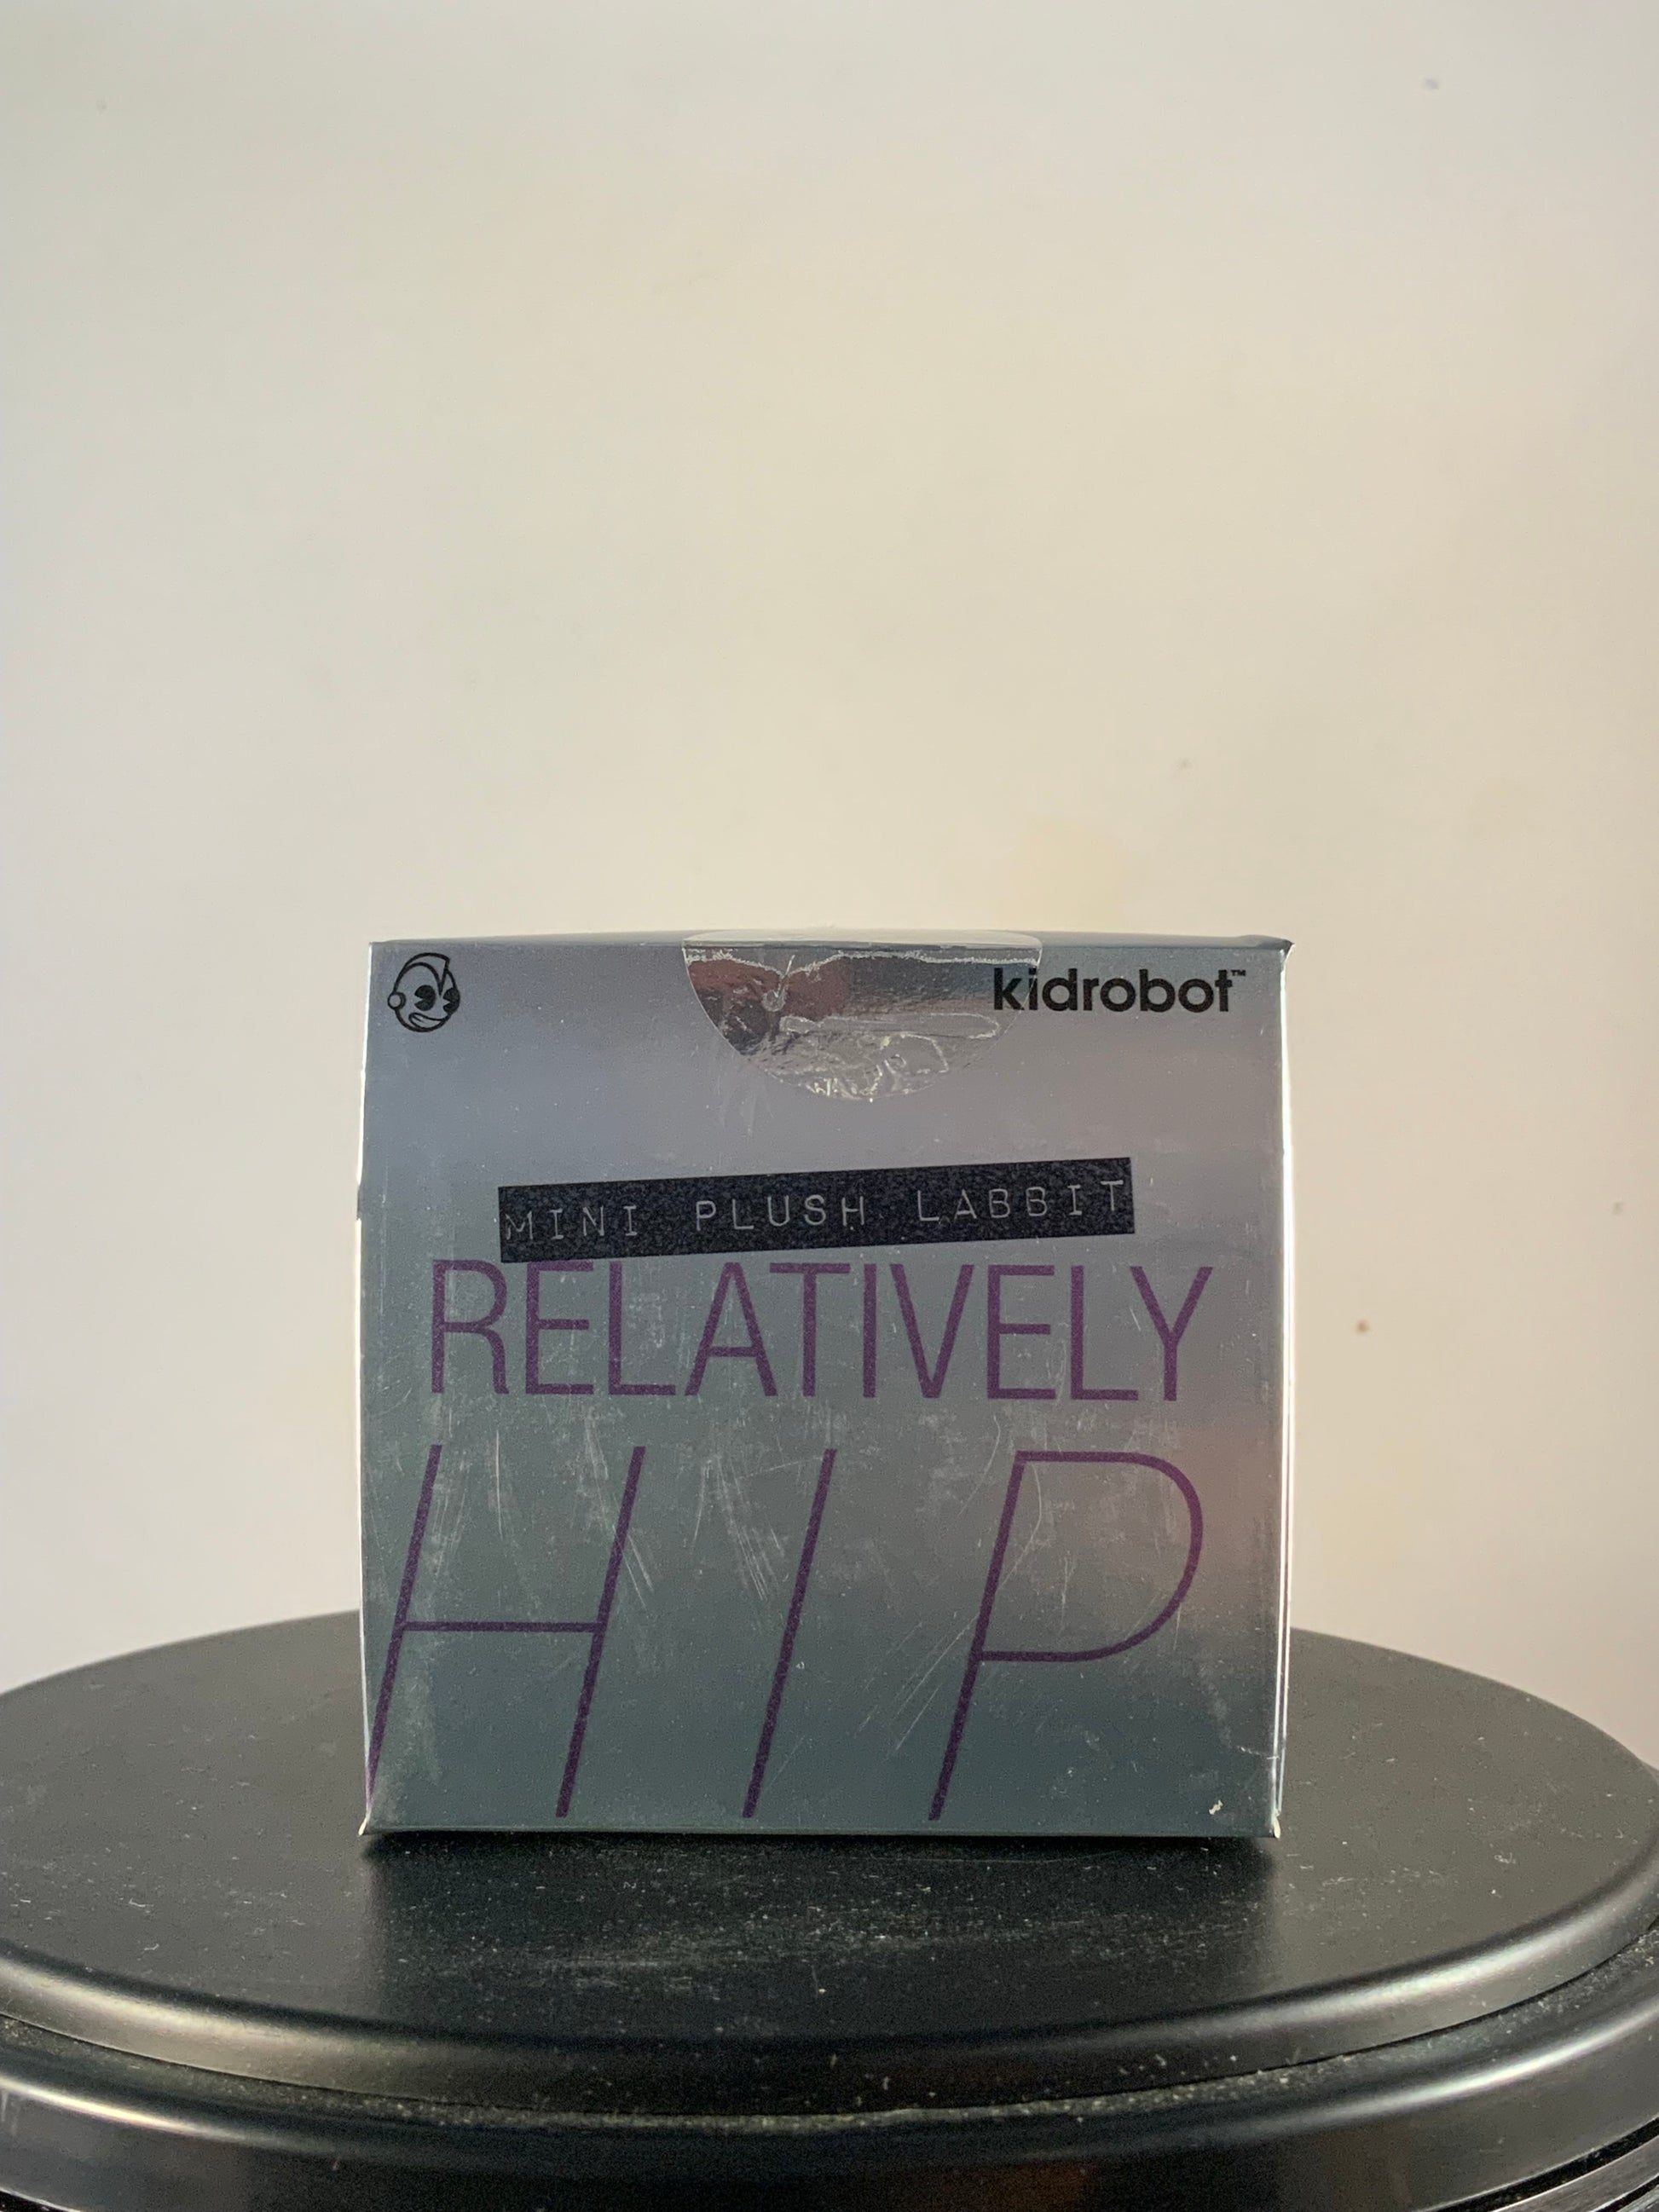 kidrobot™
MINI PLUSH LABBIT
RELATIVELY
HIP